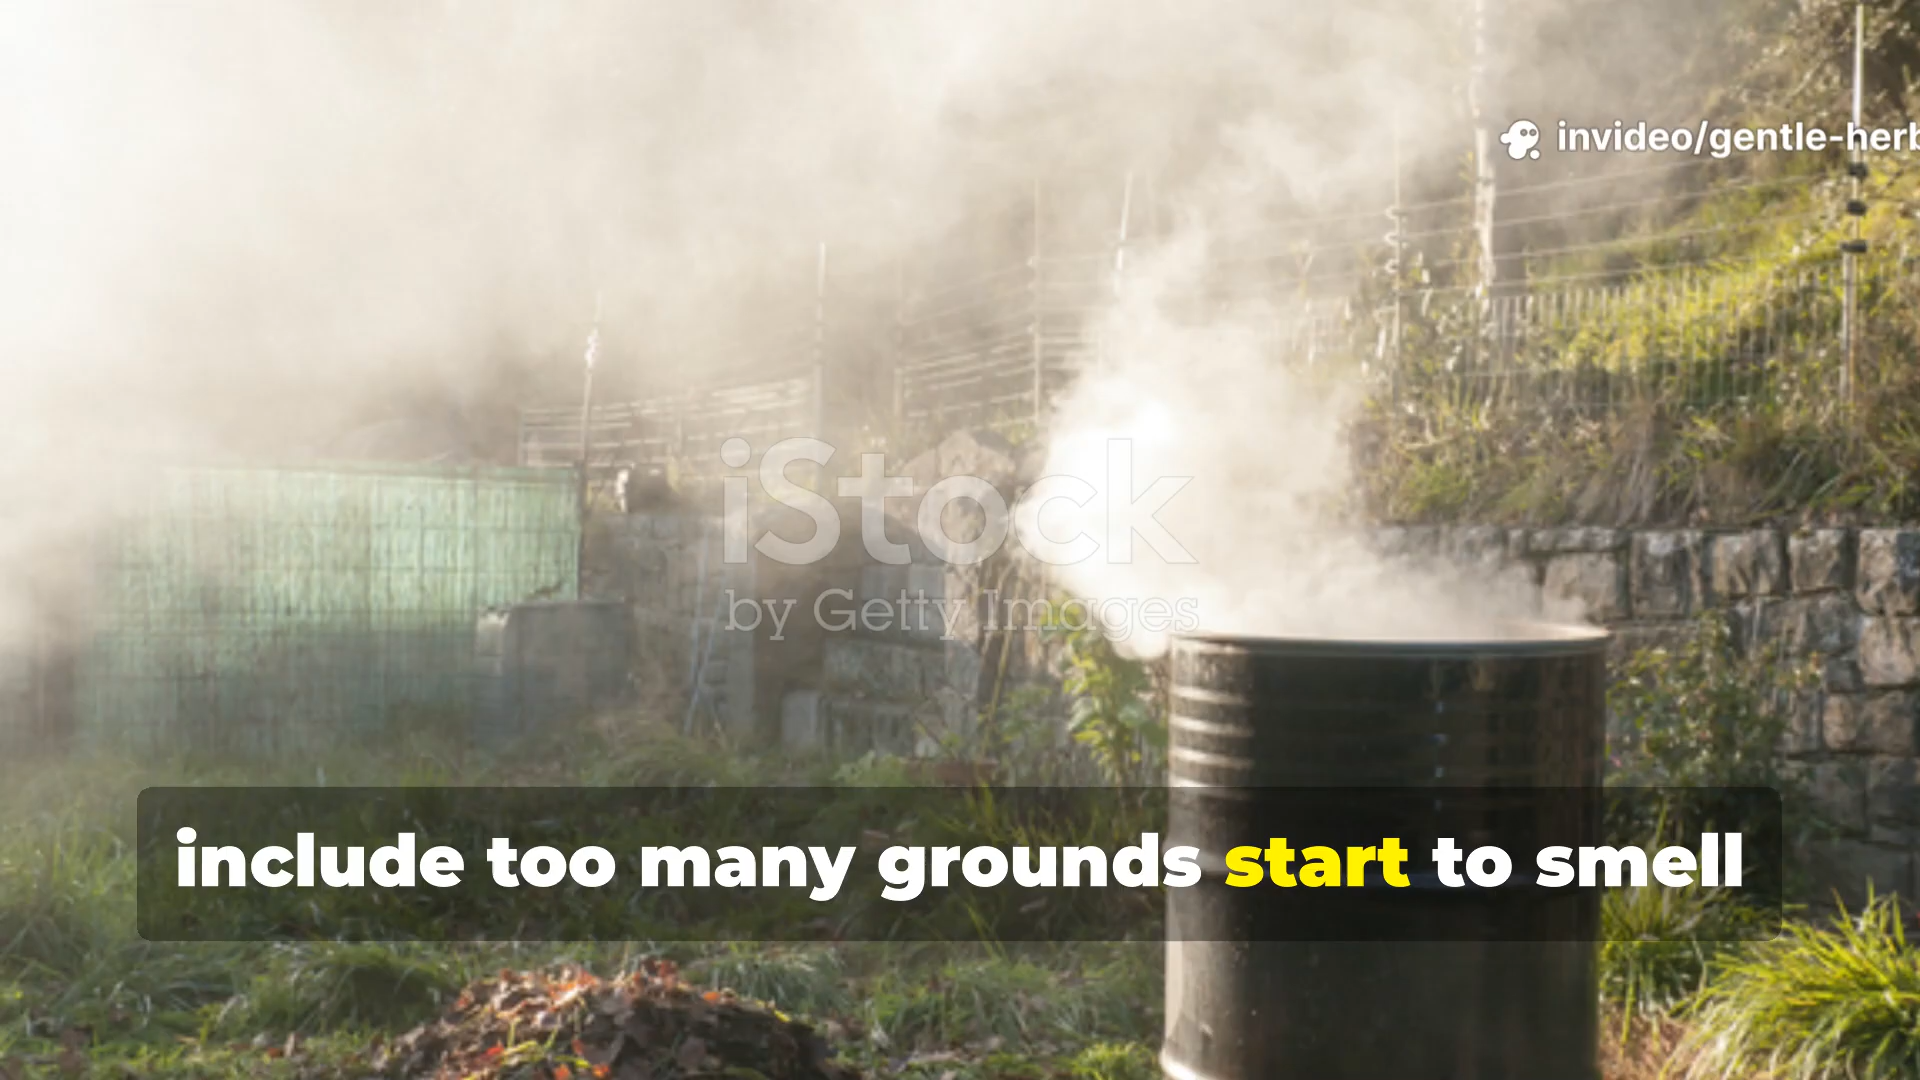 invideo/gentle-herb
iStock
by Getty Images
include too many grounds start to smell